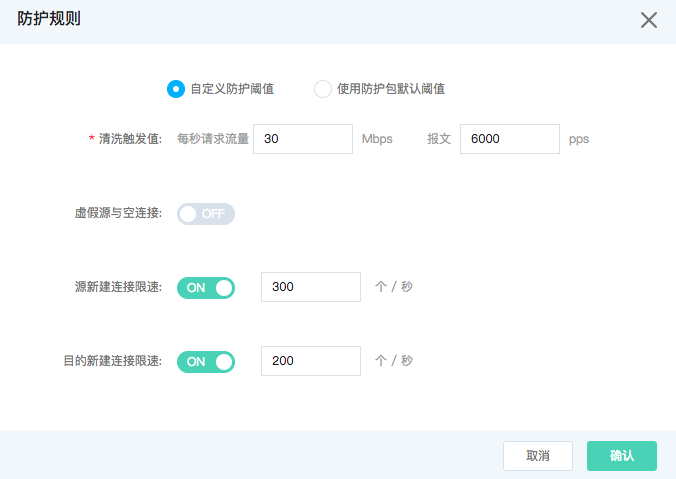 防护规则
自定义防护阈值 使用防护包默认阈值
* 清洗触发值: 每秒请求流量 30 Mbps 报文 6000 pps
虚假源与空连接: OFF
源新建连接限速: ON 300 个 / 秒
目的新建连接限速: ON 200 个 / 秒
取消 确认